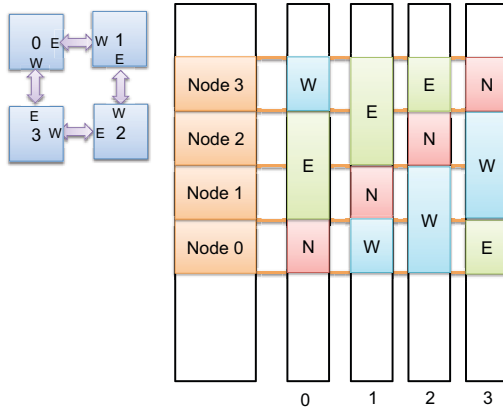 0 E W 1
W E
E W
3 W E 2
Node 3 W E E N
Node 2 E N W
Node 1 N W
Node 0 N W E
0 1 2 3